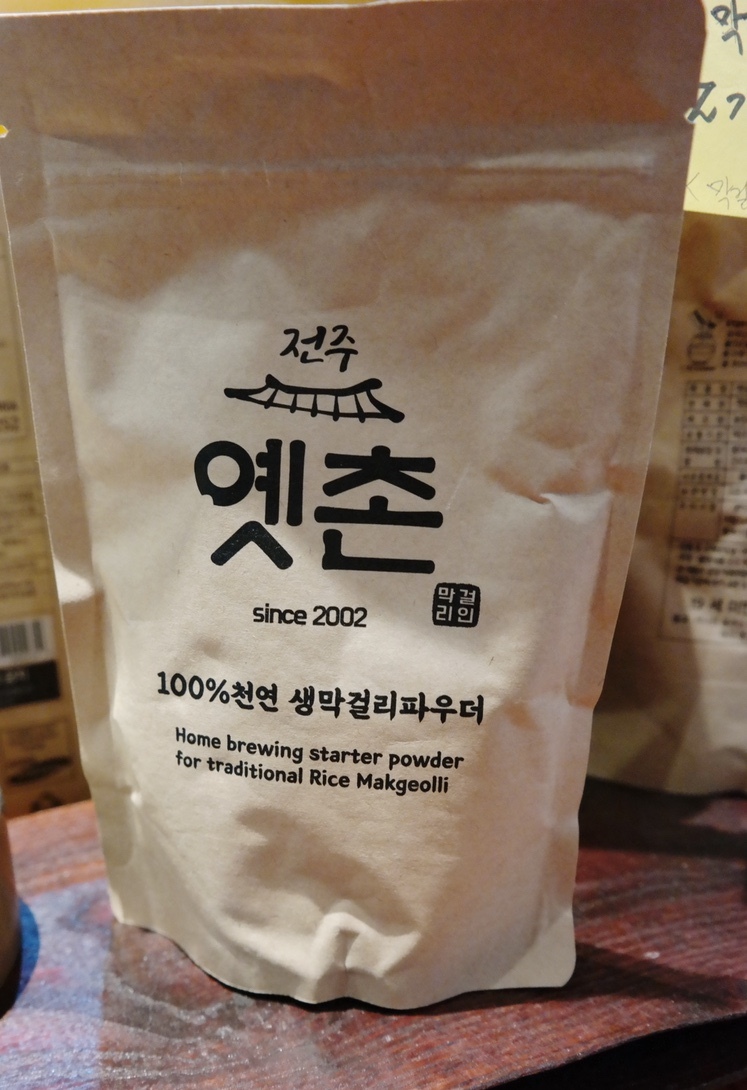 전주
옛촌
since 2002
막걸
리인
100%천연 생막걸리파우더
Home brewing starter powder
for traditional Rice Makgeolli
막